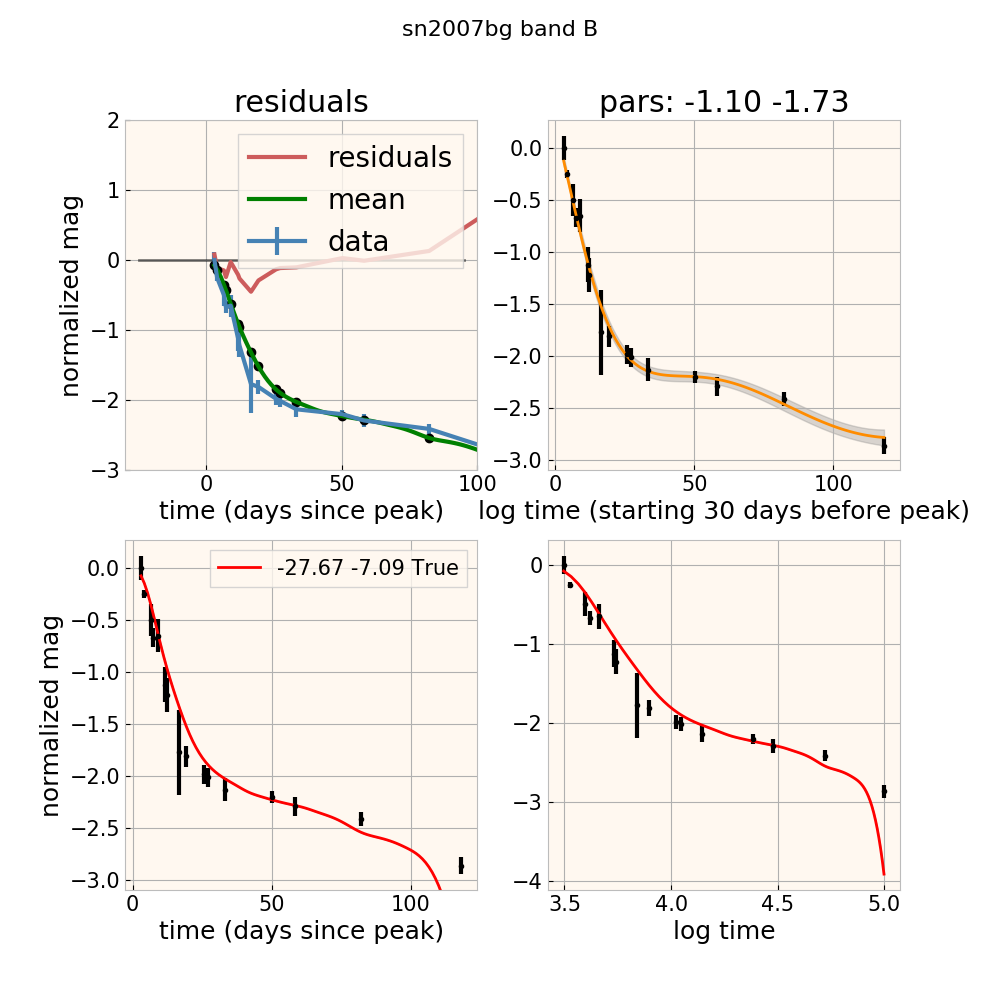 sn2007bg band B
residuals
pars: -1.10 -1.73
2
1
0
−1
−2
−3
normalized mag
residuals
mean
data
0
50
100
time (days since peak)
0.0
−0.5
−1.0
−1.5
−2.0
−2.5
−3.0
0
50
100
log time (starting 30 days before peak)
0.0
−0.5
−1.0
−1.5
−2.0
−2.5
−3.0
normalized mag
-27.67 -7.09 True
0
50
100
time (days since peak)
0
−1
−2
−3
−4
3.5
4.0
4.5
5.0
log time